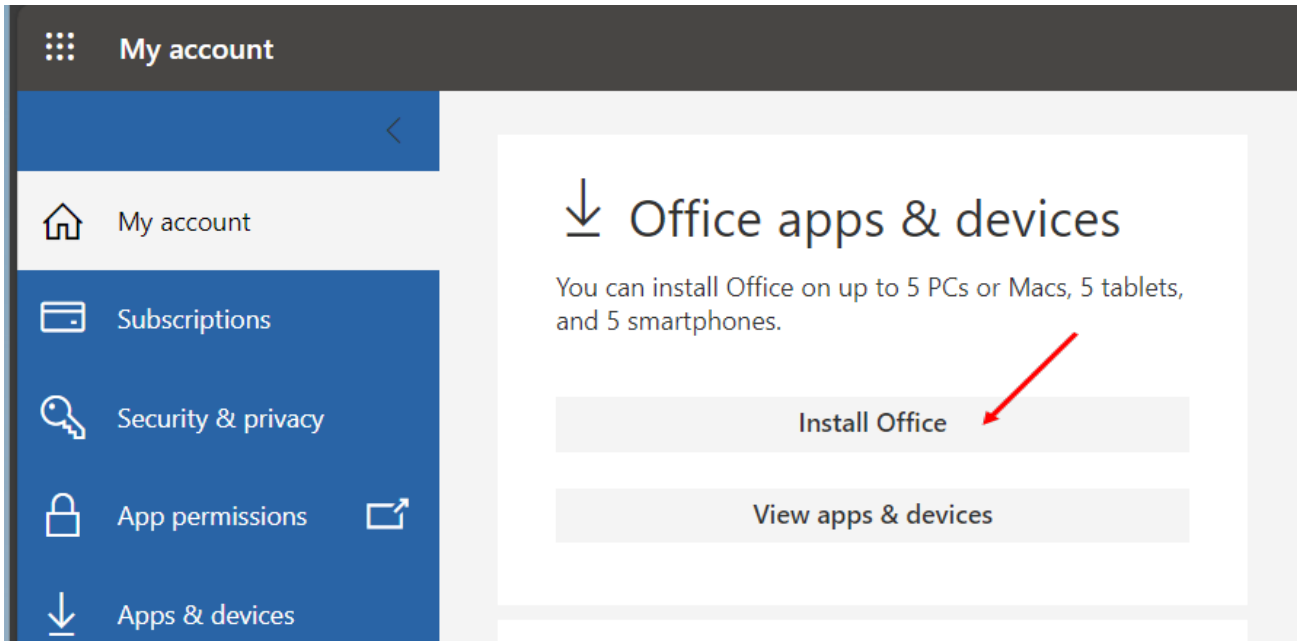 My account
My account
Subscriptions
Security & privacy
App permissions
Apps & devices
Office apps & devices
You can install Office on up to 5 PCs or Macs, 5 tablets,
and 5 smartphones.
Install Office
View apps & devices